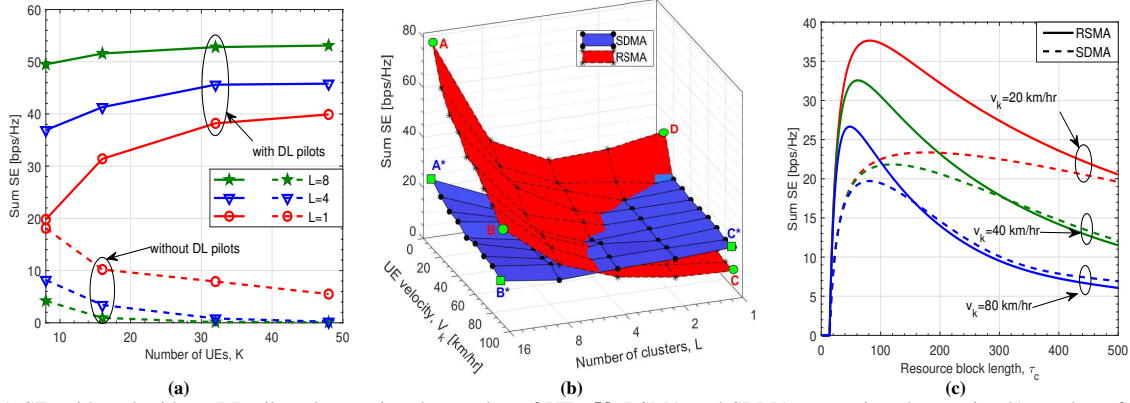 60
50
40
30
20
10
0
Sum SE [bps/Hz]
10 20 30 40 50
Number of UEs, K
with DL pilots
without DL pilots
L=8
L=4
L=1
(a)
80
60
40
20
0
Sum SE [bps/Hz]
SDMA
RSMA
A
A*
B
B*
C
C*
D
0
20
40
60
80
100
UE velocity, V_k [km/hr]
16 8 4 2 1
Number of clusters, L
(b)
40
35
30
25
20
15
10
5
0
Sum SE [bps/Hz]
0 100 200 300 400 500
Resource block length, τ_c
RSMA
SDMA
v_k=20 km/hr
v_k=40 km/hr
v_k=80 km/hr
(c)